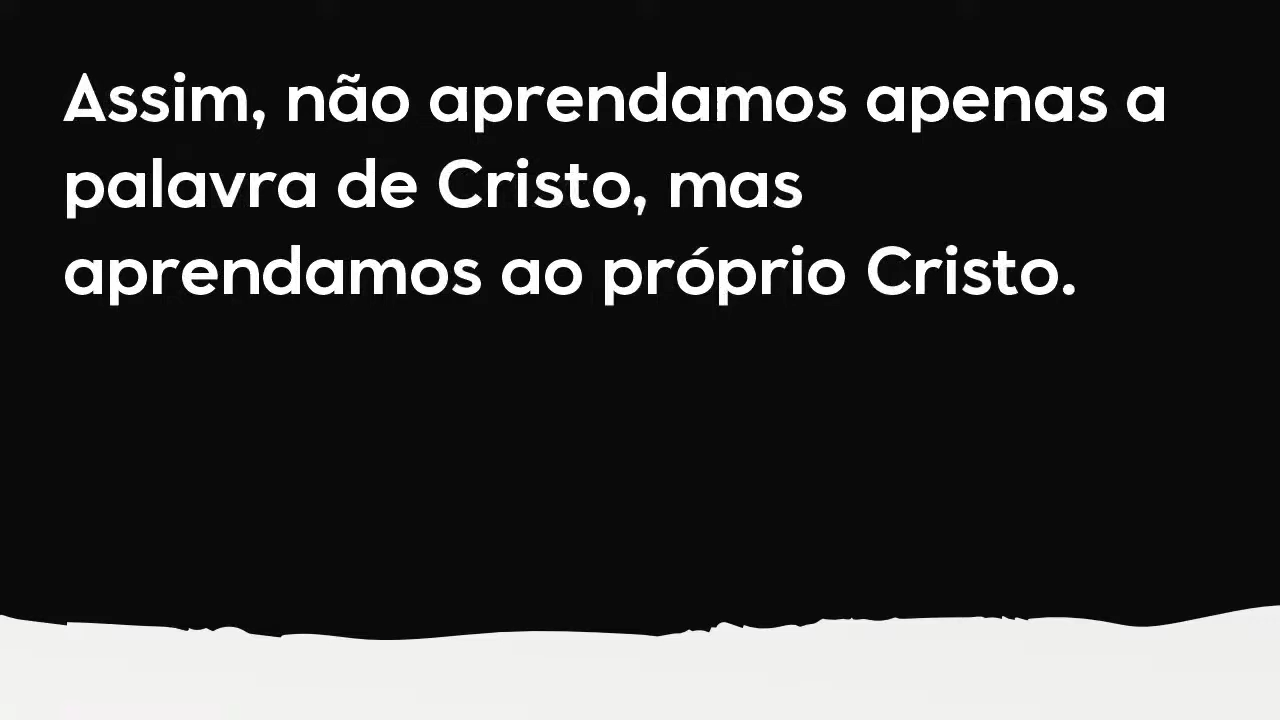 Assim, não aprendamos apenas a
palavra de Cristo, mas
aprendamos ao próprio Cristo.